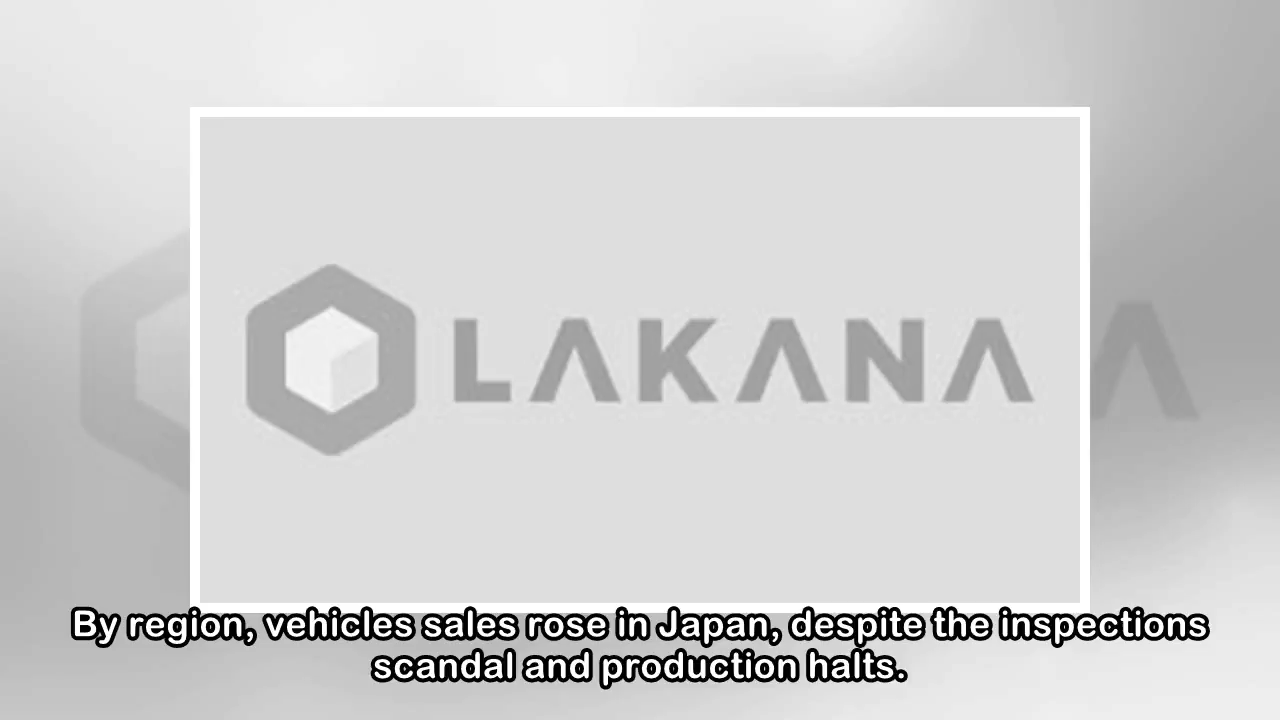 LAKANA
By region, vehicles sales rose in Japan, despite the inspections
scandal and production halts.